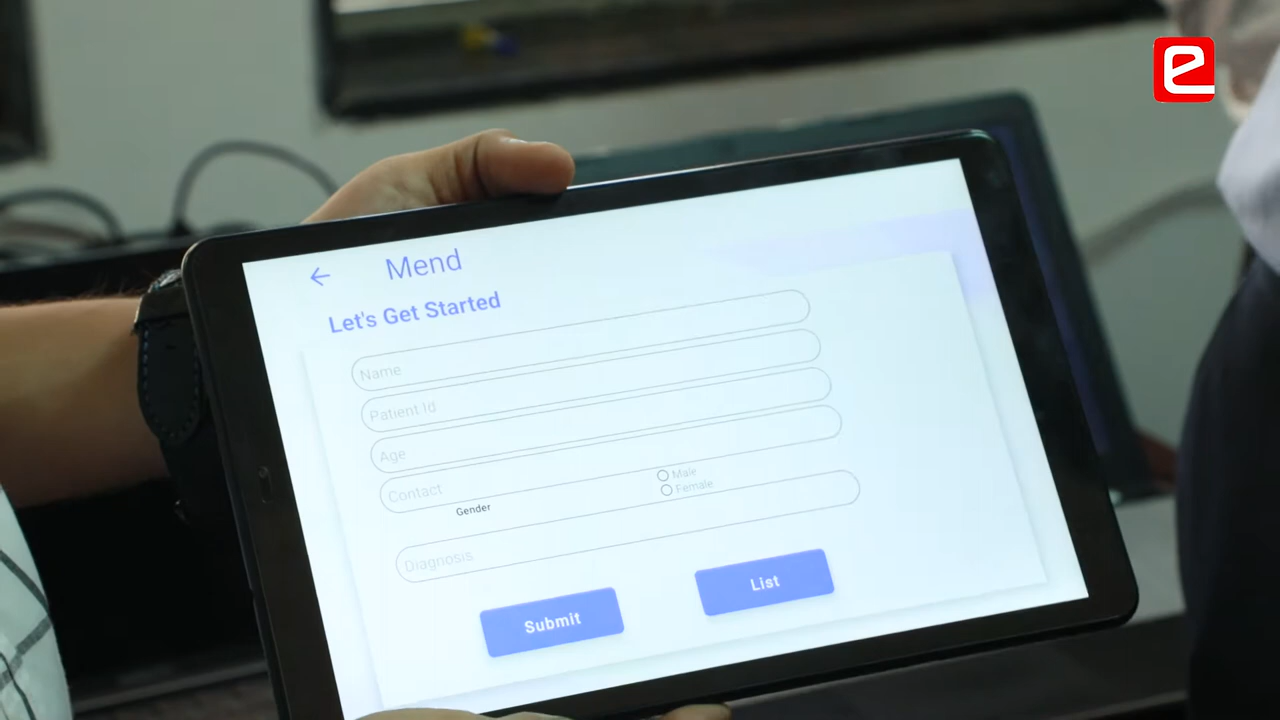 e
Mend
Let's Get Started
Name
Patient Id
Age
Contact
Gender
Male
Female
Diagnosis
Submit
List